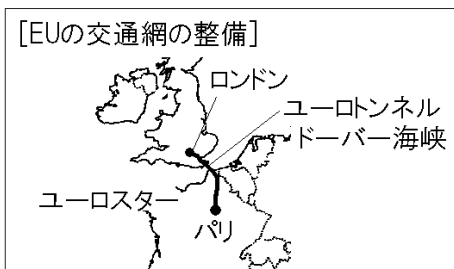 [EUの交通網の整備]
ロンドン
ユーロトンネル
ドーバー海峡
ユーロスター
パリ